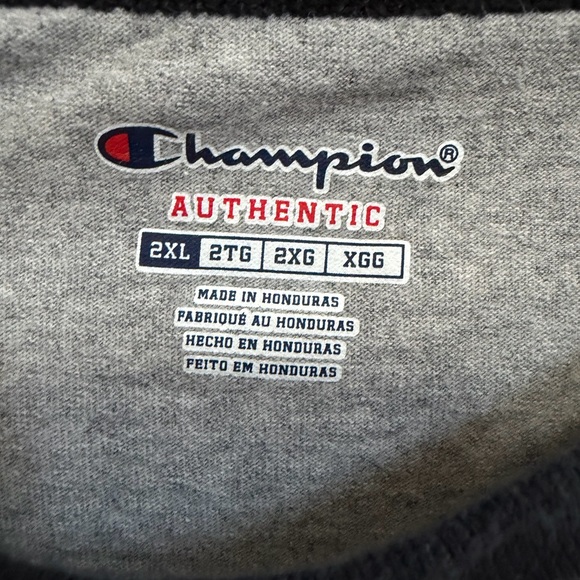 Champion®
AUTHENTIC
2XL 2TG 2XG XGG
MADE IN HONDURAS
FABRIQUÉ AU HONDURAS
HECHO EN HONDURAS
FEITO EM HONDURAS